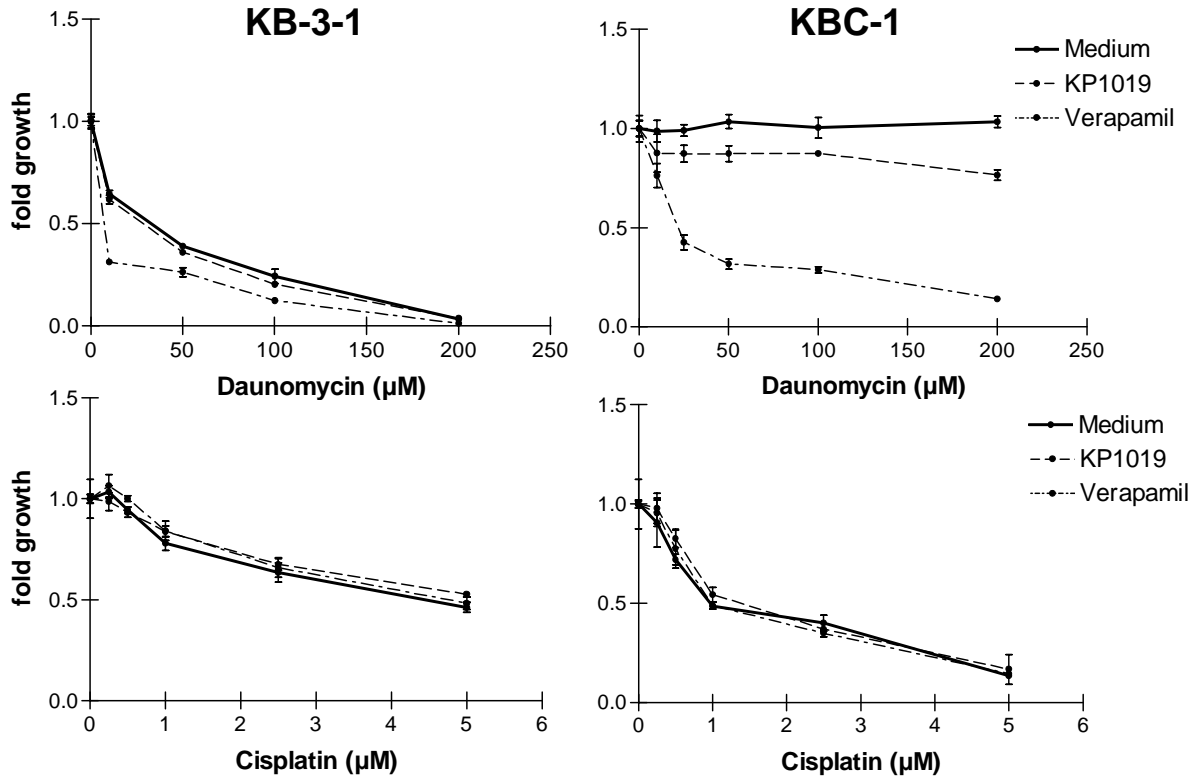 KB-3-1
1.5
1.0
0.5
0.0
fold growth
0 50 100 150 200 250
Daunomycin (µM)
KBC-1
1.5
1.0
0.5
0.0
0 50 100 150 200 250
Daunomycin (µM)
Medium
KP1019
Verapamil
1.5
1.0
0.5
0.0
fold growth
0 1 2 3 4 5 6
Cisplatin (µM)
1.5
1.0
0.5
0.0
0 1 2 3 4 5 6
Cisplatin (µM)
Medium
KP1019
Verapamil